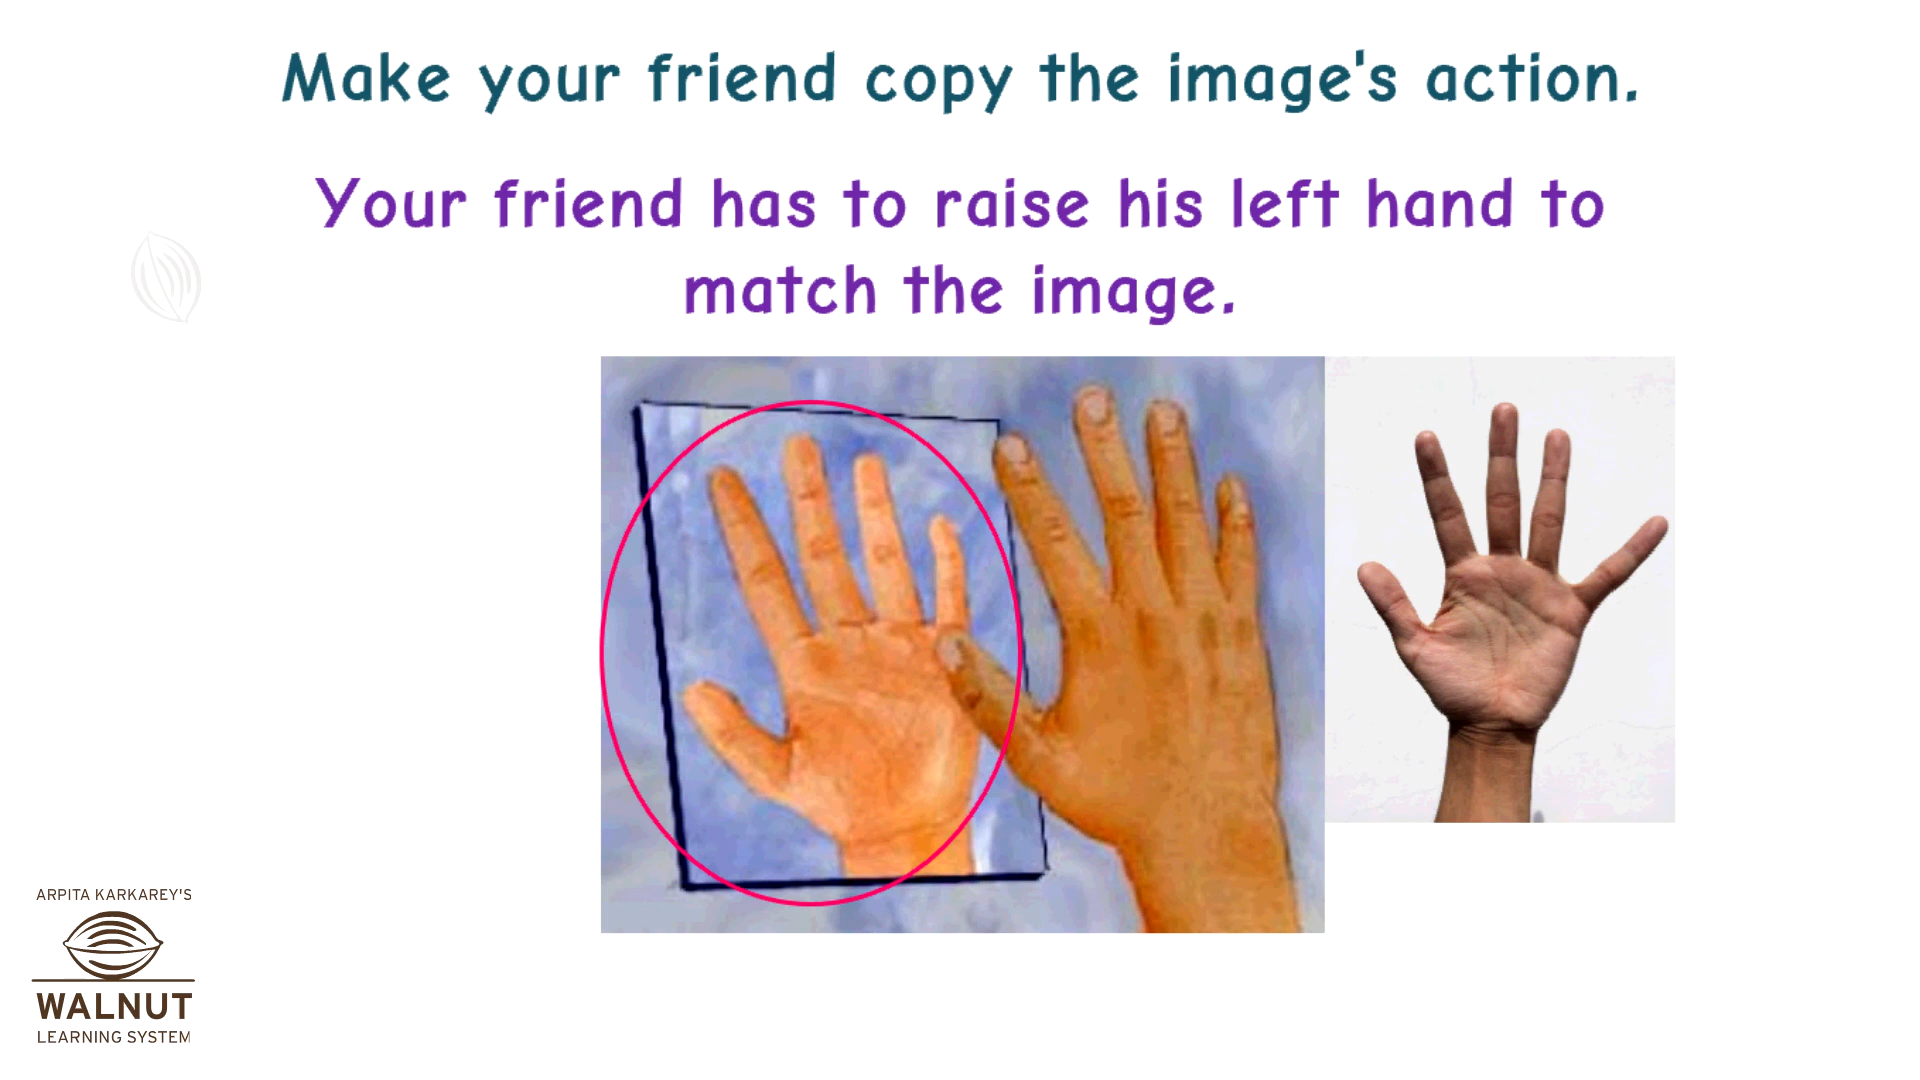 Make your friend copy the image's action.
Your friend has to raise his left hand to
match the image.
ARPITA KARKAREY'S
WALNUT
LEARNING SYSTEM